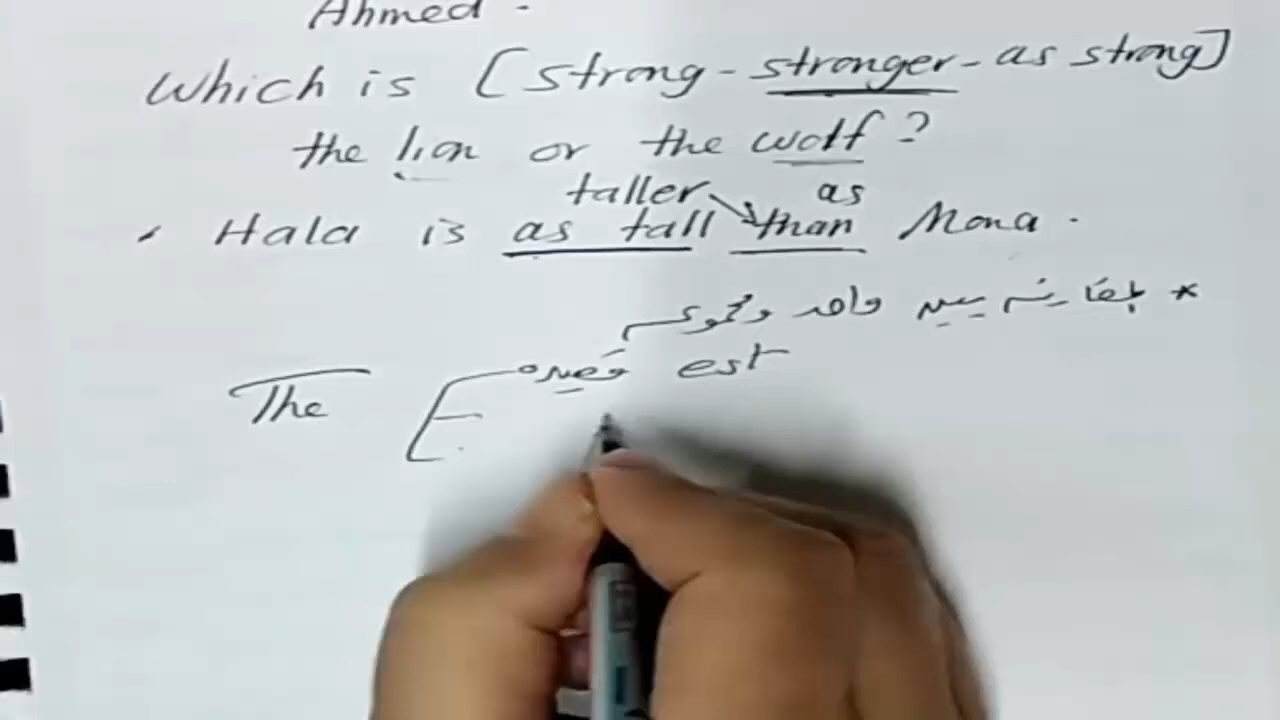 Ahmed.
Which is [strong - stronger - as strong]
the lion or the wolf?
taller as
Hala is as tall than Mona.
* مقارنة بين واحد ومجموعة
قصيرة est
The